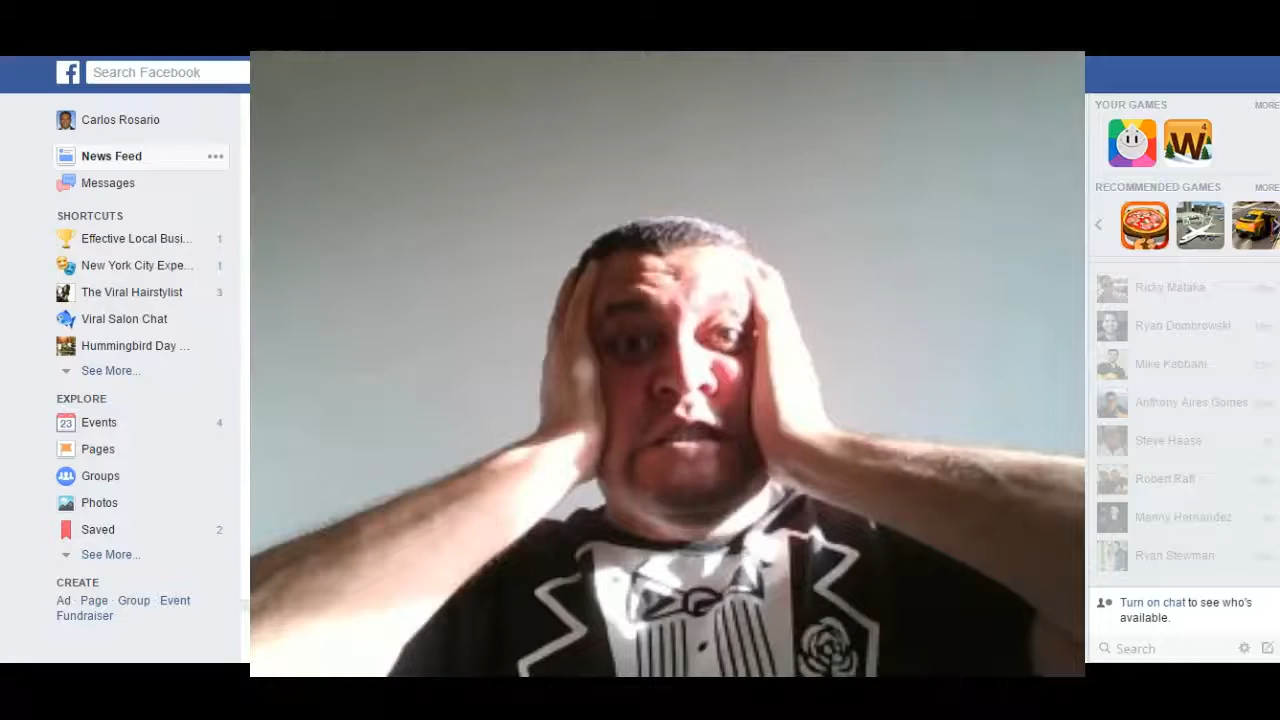 Search Facebook
Carlos Rosario
News Feed
Messages
SHORTCUTS
Effective Local Busi... 1
New York City Expe... 1
The Viral Hairstylist 3
Viral Salon Chat
Hummingbird Day ...
See More...
EXPLORE
23 Events 4
Pages
Groups
Photos
Saved 2
See More...
CREATE
Ad · Page · Group · Event
Fundraiser
YOUR GAMES MORE
W 4
RECOMMENDED GAMES MORE
Ricky Mataka
Ryan Dombrowski
Mike Kabbani
Anthony Aires Gomes
Steve Haase
Robert Raff
Manny Hernandez
Ryan Stewman
Turn on chat to see who's
available.
Search